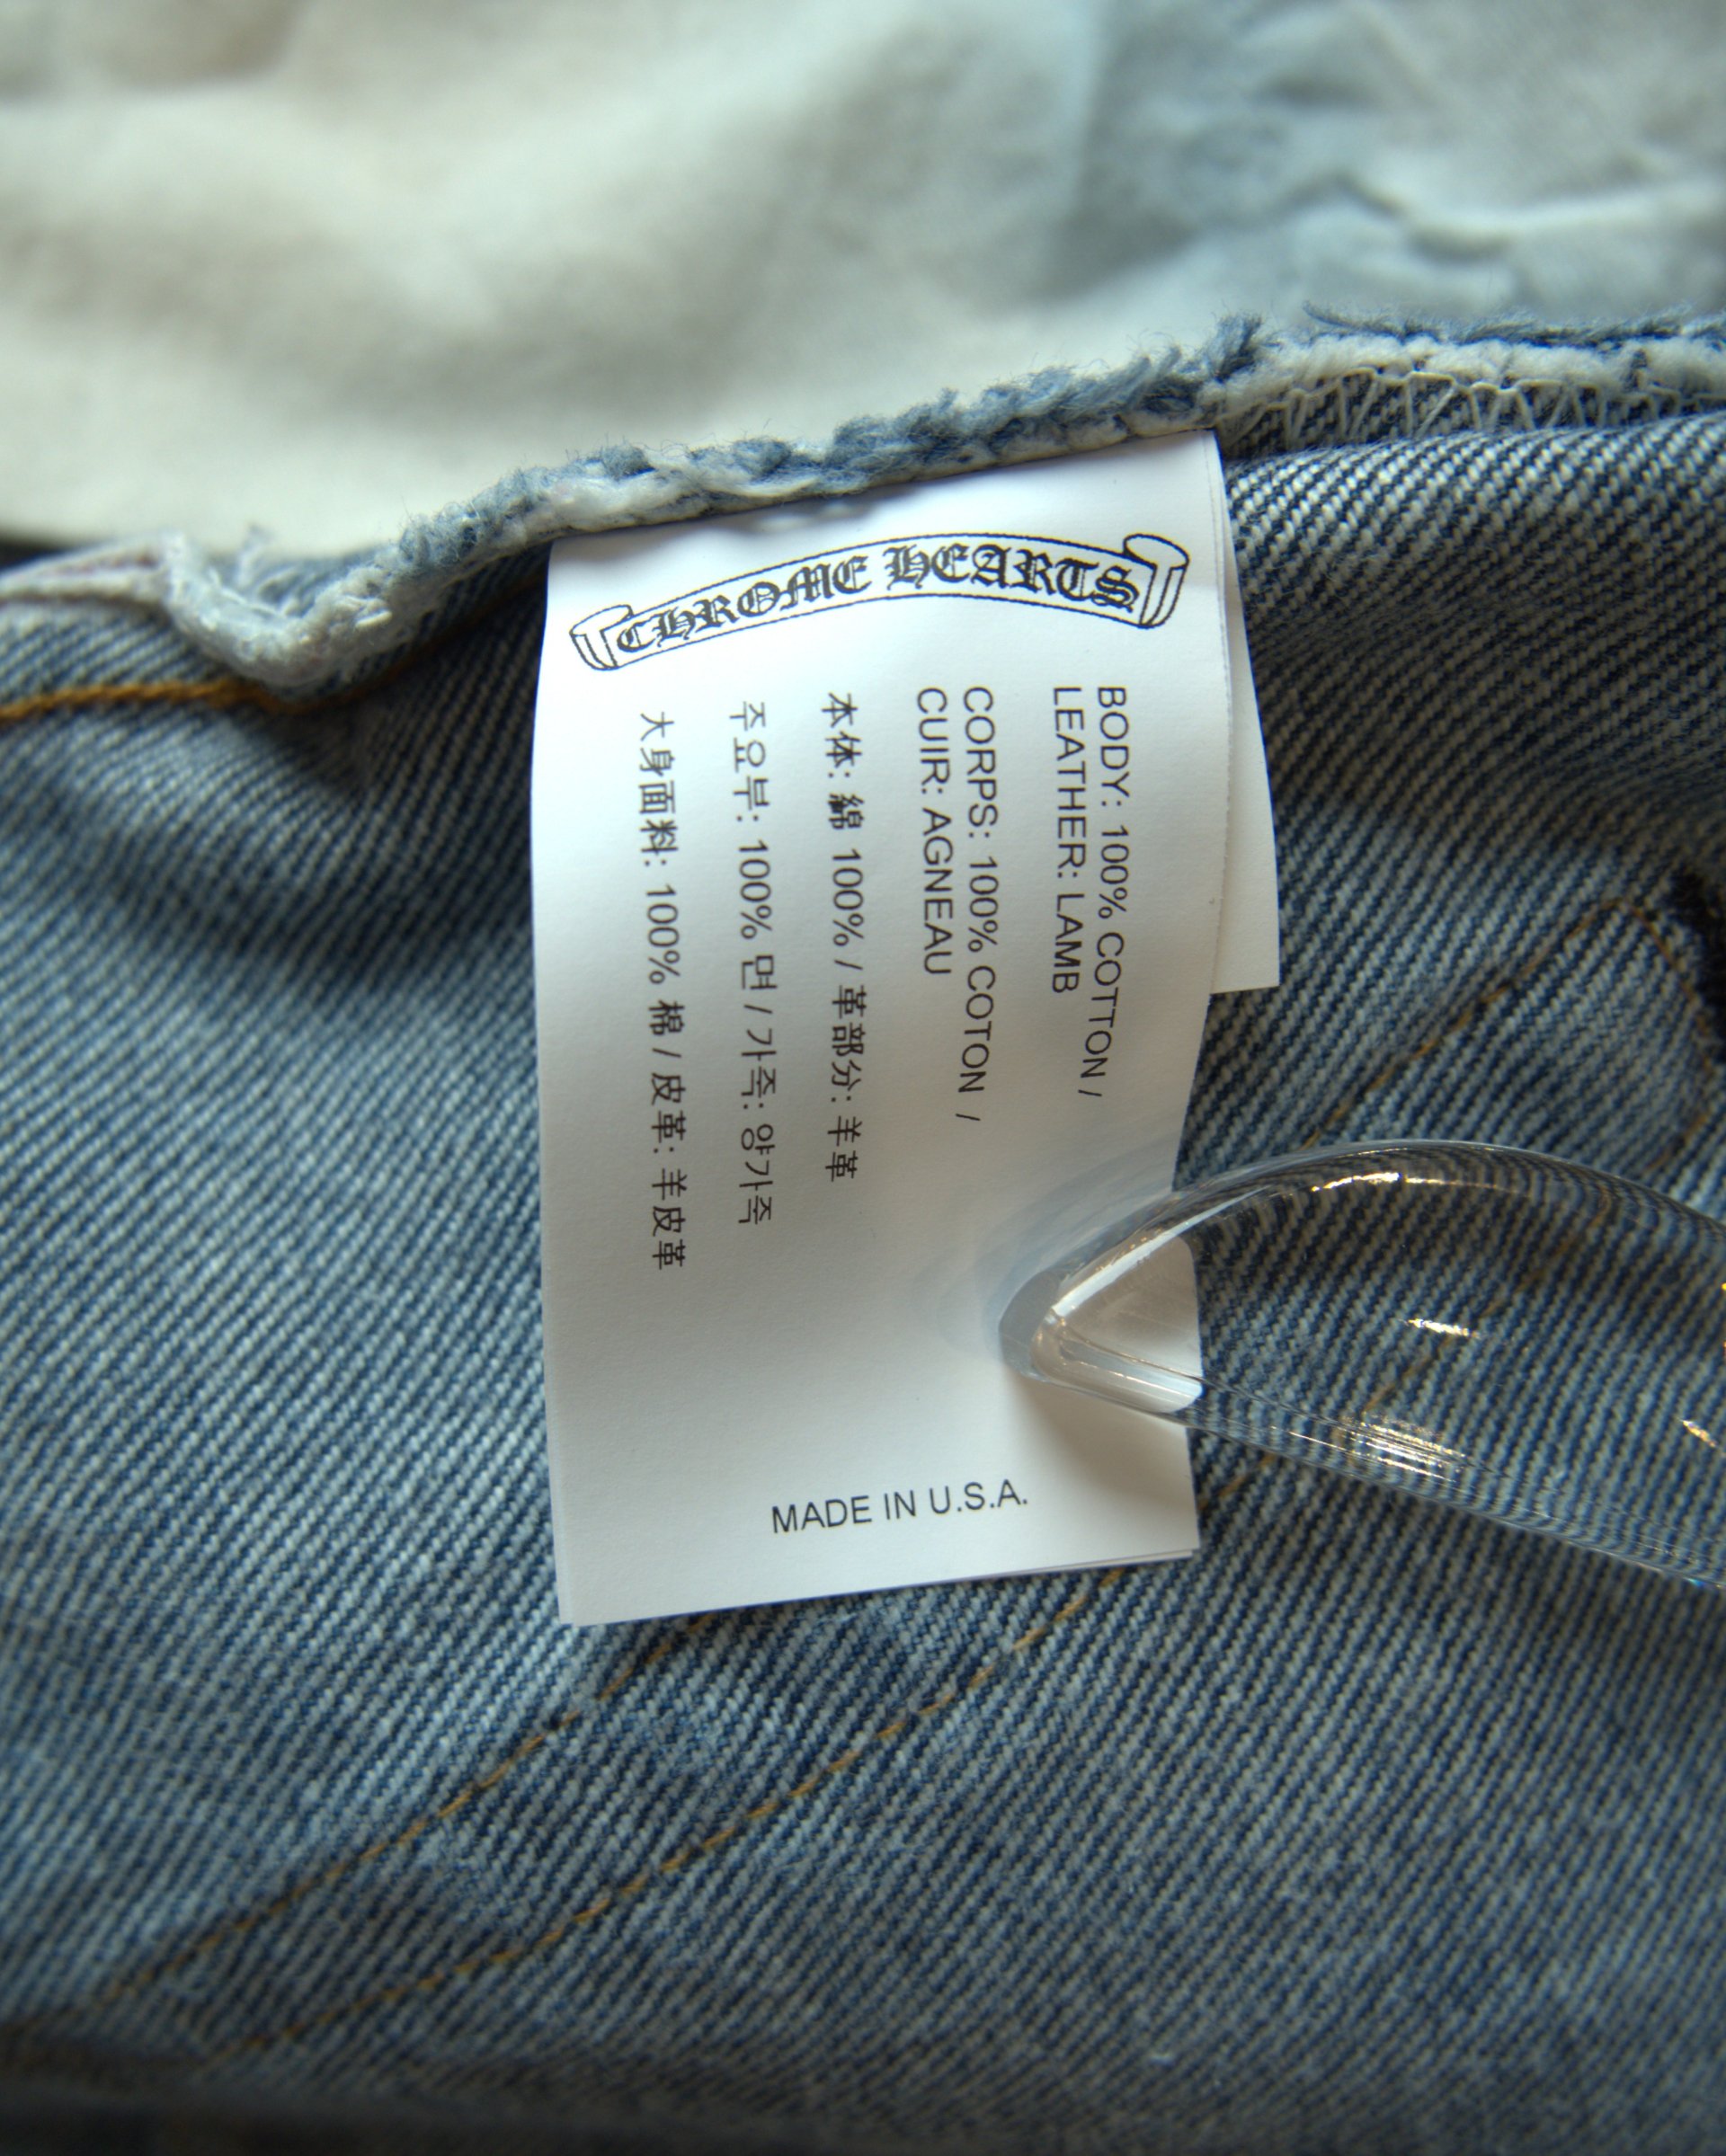 CHROME HEARTS
BODY: 100% COTTON /
LEATHER: LAMB
CORPS: 100% COTON /
CUIR: AGNEAU
本体: 綿 100% / 革部分: 羊革
주요부: 100% 면 / 가죽: 양가죽
大身面料: 100% 棉 / 皮革: 羊皮革
MADE IN U.S.A.